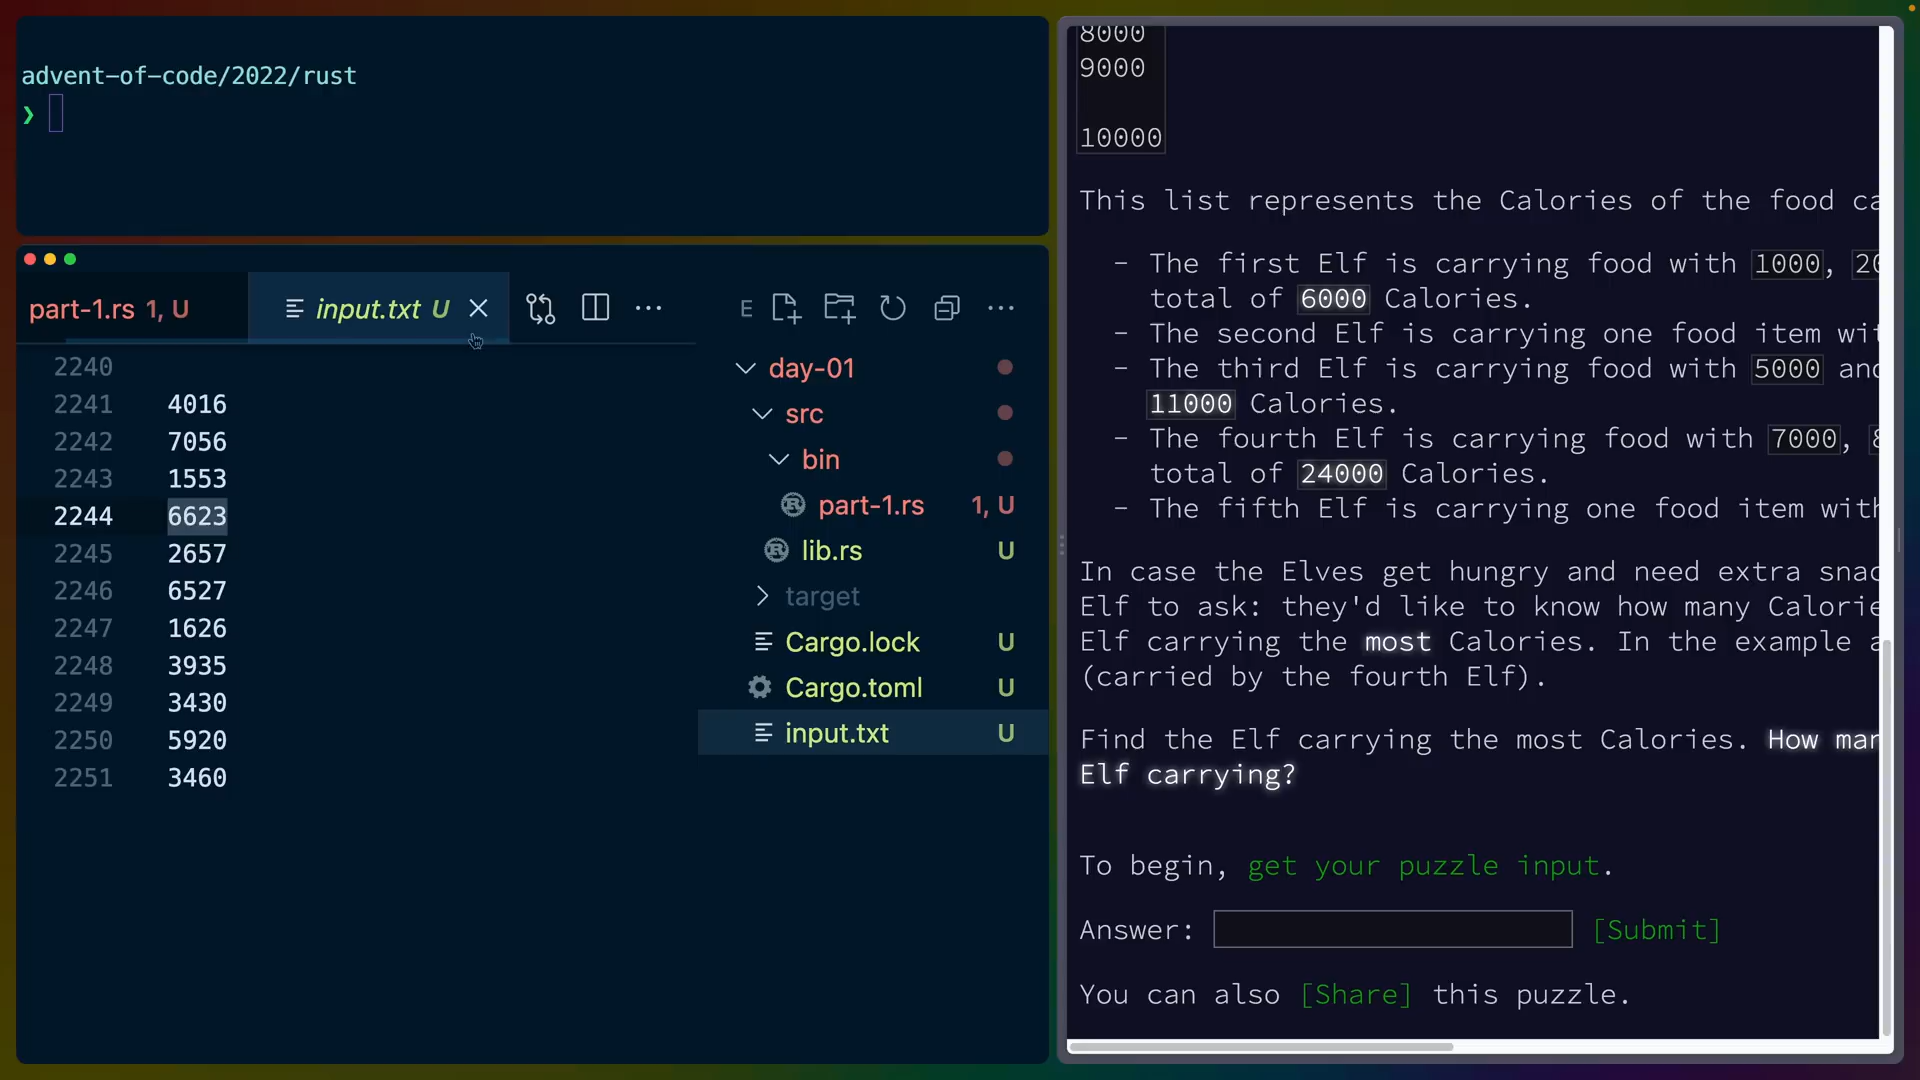 advent-of-code/2022/rust
❯
part-1.rs 1, U
input.txt U
2240
2241 4016
2242 7056
2243 1553
2244 6623
2245 2657
2246 6527
2247 1626
2248 3935
2249 3430
2250 5920
2251 3460
E
day-01
src
bin
part-1.rs 1, U
lib.rs U
target
Cargo.lock U
Cargo.toml U
input.txt U
8000
9000
10000
This list represents the Calories of the food ca
- The first Elf is carrying food with 1000, 20
total of 6000 Calories.
- The second Elf is carrying one food item wit
- The third Elf is carrying food with 5000 and
11000 Calories.
- The fourth Elf is carrying food with 7000, 8
total of 24000 Calories.
- The fifth Elf is carrying one food item with
In case the Elves get hungry and need extra snac
Elf to ask: they'd like to know how many Calorie
Elf carrying the most Calories. In the example a
(carried by the fourth Elf).
Find the Elf carrying the most Calories. How man
Elf carrying?
To begin, get your puzzle input.
Answer: [Submit]
You can also [Share] this puzzle.